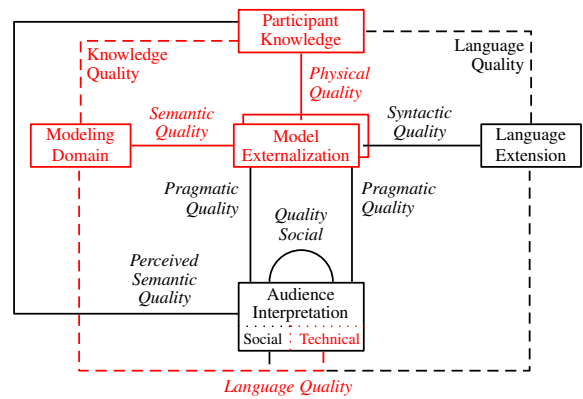 Participant
Knowledge
Knowledge
Quality
Language
Quality
Physical
Quality
Semantic
Quality
Syntactic
Quality
Modeling
Domain
Model
Externalization
Language
Extension
Pragmatic
Quality
Pragmatic
Quality
Quality
Social
Perceived
Semantic
Quality
Audience
Interpretation
Social
Technical
Language Quality